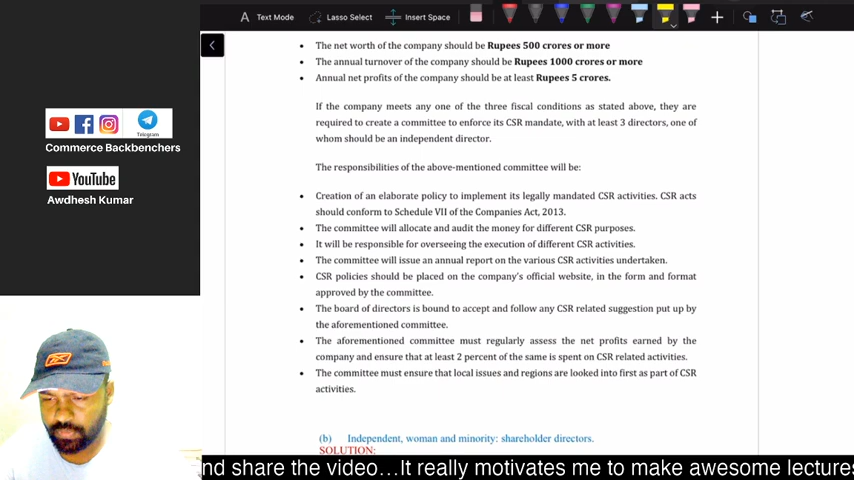 Text Mode
Lasso Select
Insert Space
• The net worth of the company should be Rupees 500 crores or more
• The annual turnover of the company should be Rupees 1000 crores or more
• Annual net profits of the company should be at least Rupees 5 crores.
If the company meets any one of the three fiscal conditions as stated above, they are
required to create a committee to enforce its CSR mandate, with at least 3 directors, one of
whom should be an independent director.
The responsibilities of the above-mentioned committee will be:
• Creation of an elaborate policy to implement its legally mandated CSR activities. CSR acts
should conform to Schedule VII of the Companies Act, 2013.
• The committee will allocate and audit the money for different CSR purposes.
• It will be responsible for overseeing the execution of different CSR activities.
• The committee will issue an annual report on the various CSR activities undertaken.
• CSR policies should be placed on the company's official website, in the form and format
approved by the committee.
• The board of directors is bound to accept and follow any CSR related suggestion put up by
the aforementioned committee.
• The aforementioned committee must regularly assess the net profits earned by the
company and ensure that at least 2 percent of the same is spent on CSR related activities.
• The committee must ensure that local issues and regions are looked into first as part of CSR
activities.
(b) Independent, woman and minority: shareholder directors.
SOLUTION:
Telegram
Commerce Backbenchers
YouTube
Awdhesh Kumar
nd share the video...It really motivates me to make awesome lectures